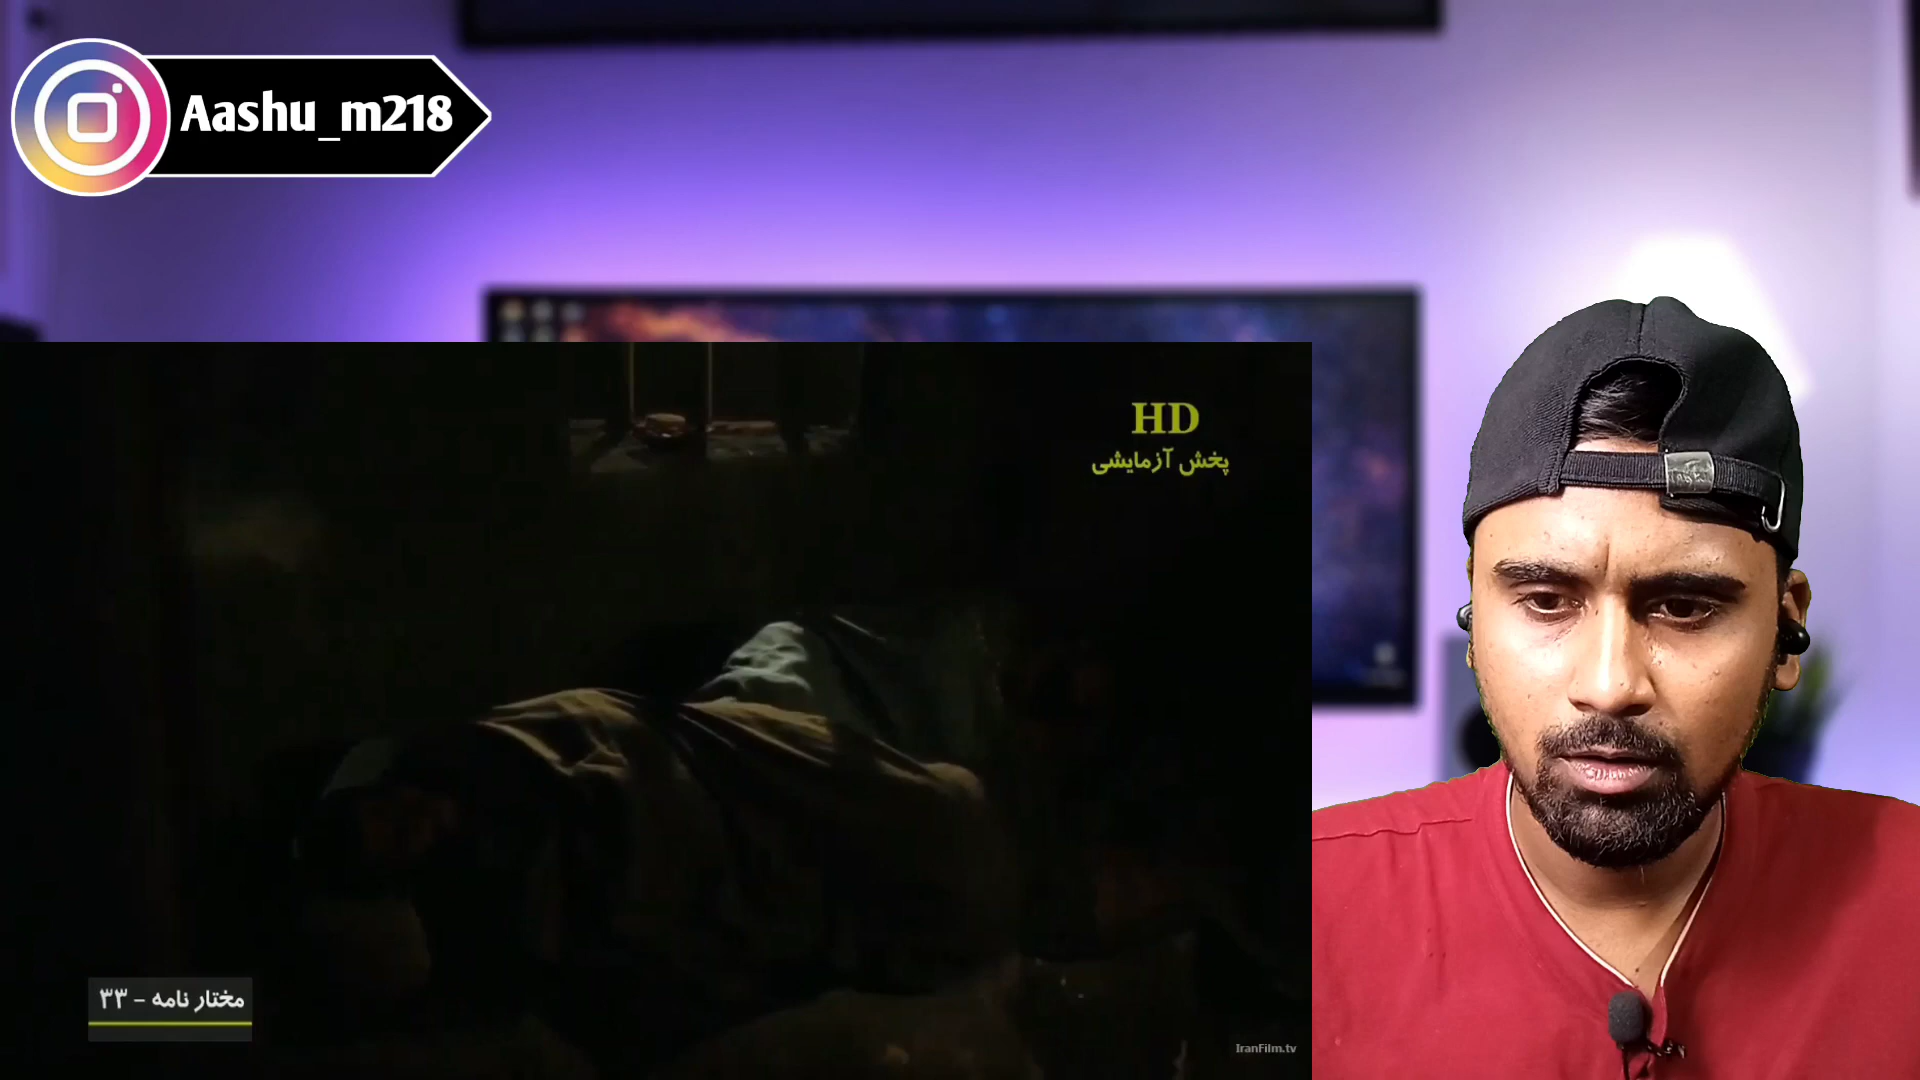 Aashu_m218
HD
پخش آزمایشی
مختار نامه - ۳۳
IranFilm.tv